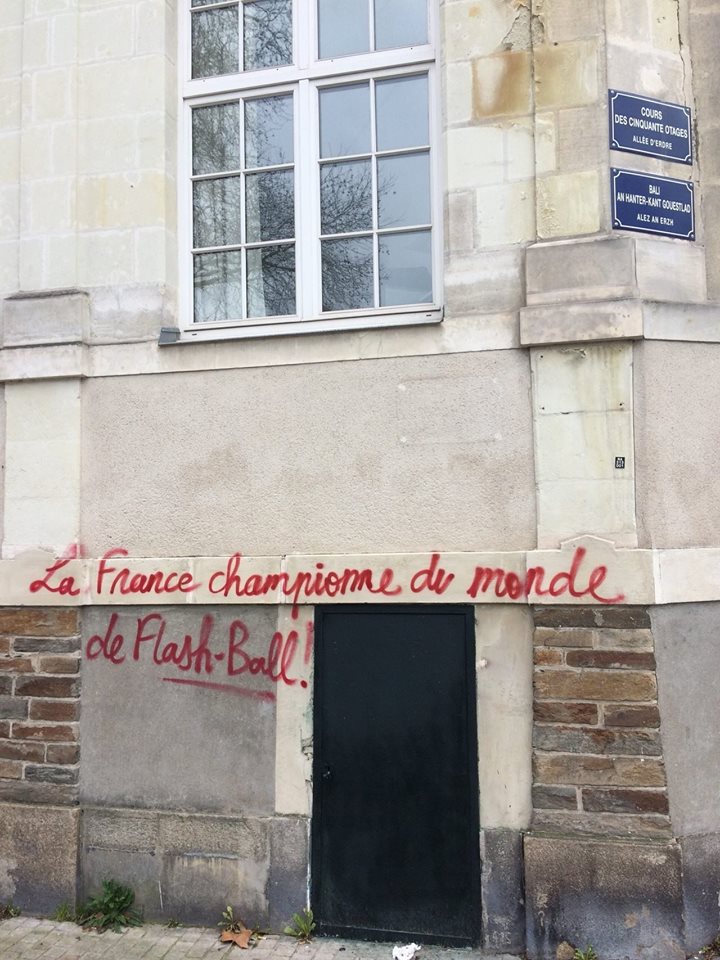 COURS
DES CINQUANTE OTAGES
ALLÉE D'ERDRE
BALI
AN HANTER-KANT GOUESTLAD
ALEZ AN ERZH
La France championne du monde
de Flash-Ball!